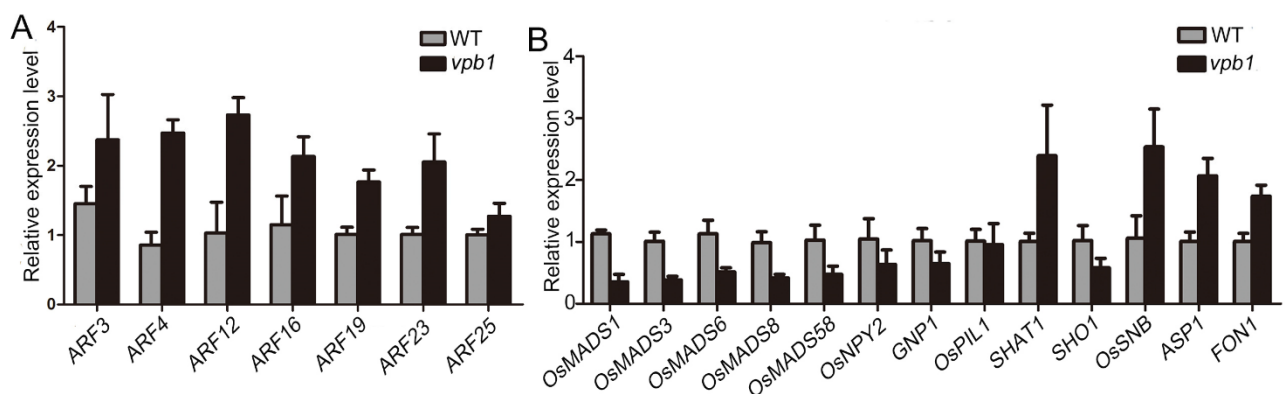 A
Relative expression level
4
3
2
1
0
WT
vpb1
ARF3
ARF4
ARF12
ARF16
ARF19
ARF23
ARF25
B
Relative expression level
4
3
2
1
0
WT
vpb1
OsMADS1
OsMADS3
OsMADS6
OsMADS8
OsMADS58
OsNPY2
GNP1
OsPIL1
SHAT1
SHO1
OsSNB
ASP1
FON1